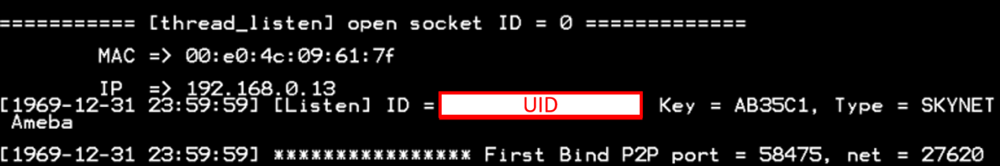 =========== [thread_listen] open socket ID = 0 =============
MAC => 00:e0:4c:09:61:7f
IP => 192.168.0.13
[1969-12-31 23:59:59] [Listen] ID = UID Key = AB35C1, Type = SKYNET
Ameba
[1969-12-31 23:59:59] **************** First Bind P2P port = 58475, net = 27620